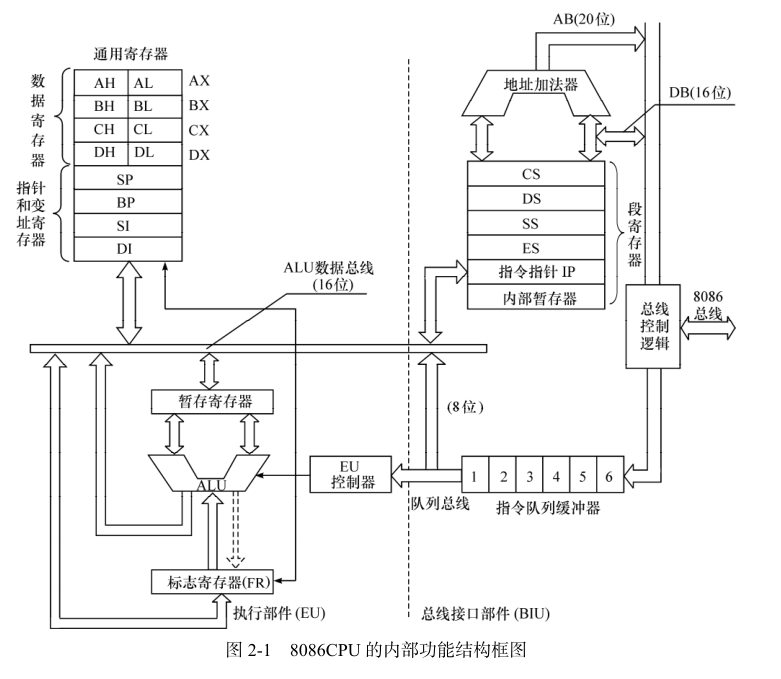 AB(20位)
通用寄存器
数据寄存器
AH AL AX
BH BL BX
CH CL CX
DH DL DX
指针
和变
址寄
存器
SP
BP
SI
DI
地址加法器
DB(16位)
CS
DS
SS
ES
指令指针 IP
内部暂存器
段寄存器
ALU数据总线
(16位)
总线
控制
逻辑
8086
总线
暂存寄存器
(8位)
ALU
EU
控制器
队列总线
1 2 3 4 5 6
指令队列缓冲器
标志寄存器(FR)
执行部件(EU)
总线接口部件(BIU)
图 2-1 8086CPU 的内部功能结构框图